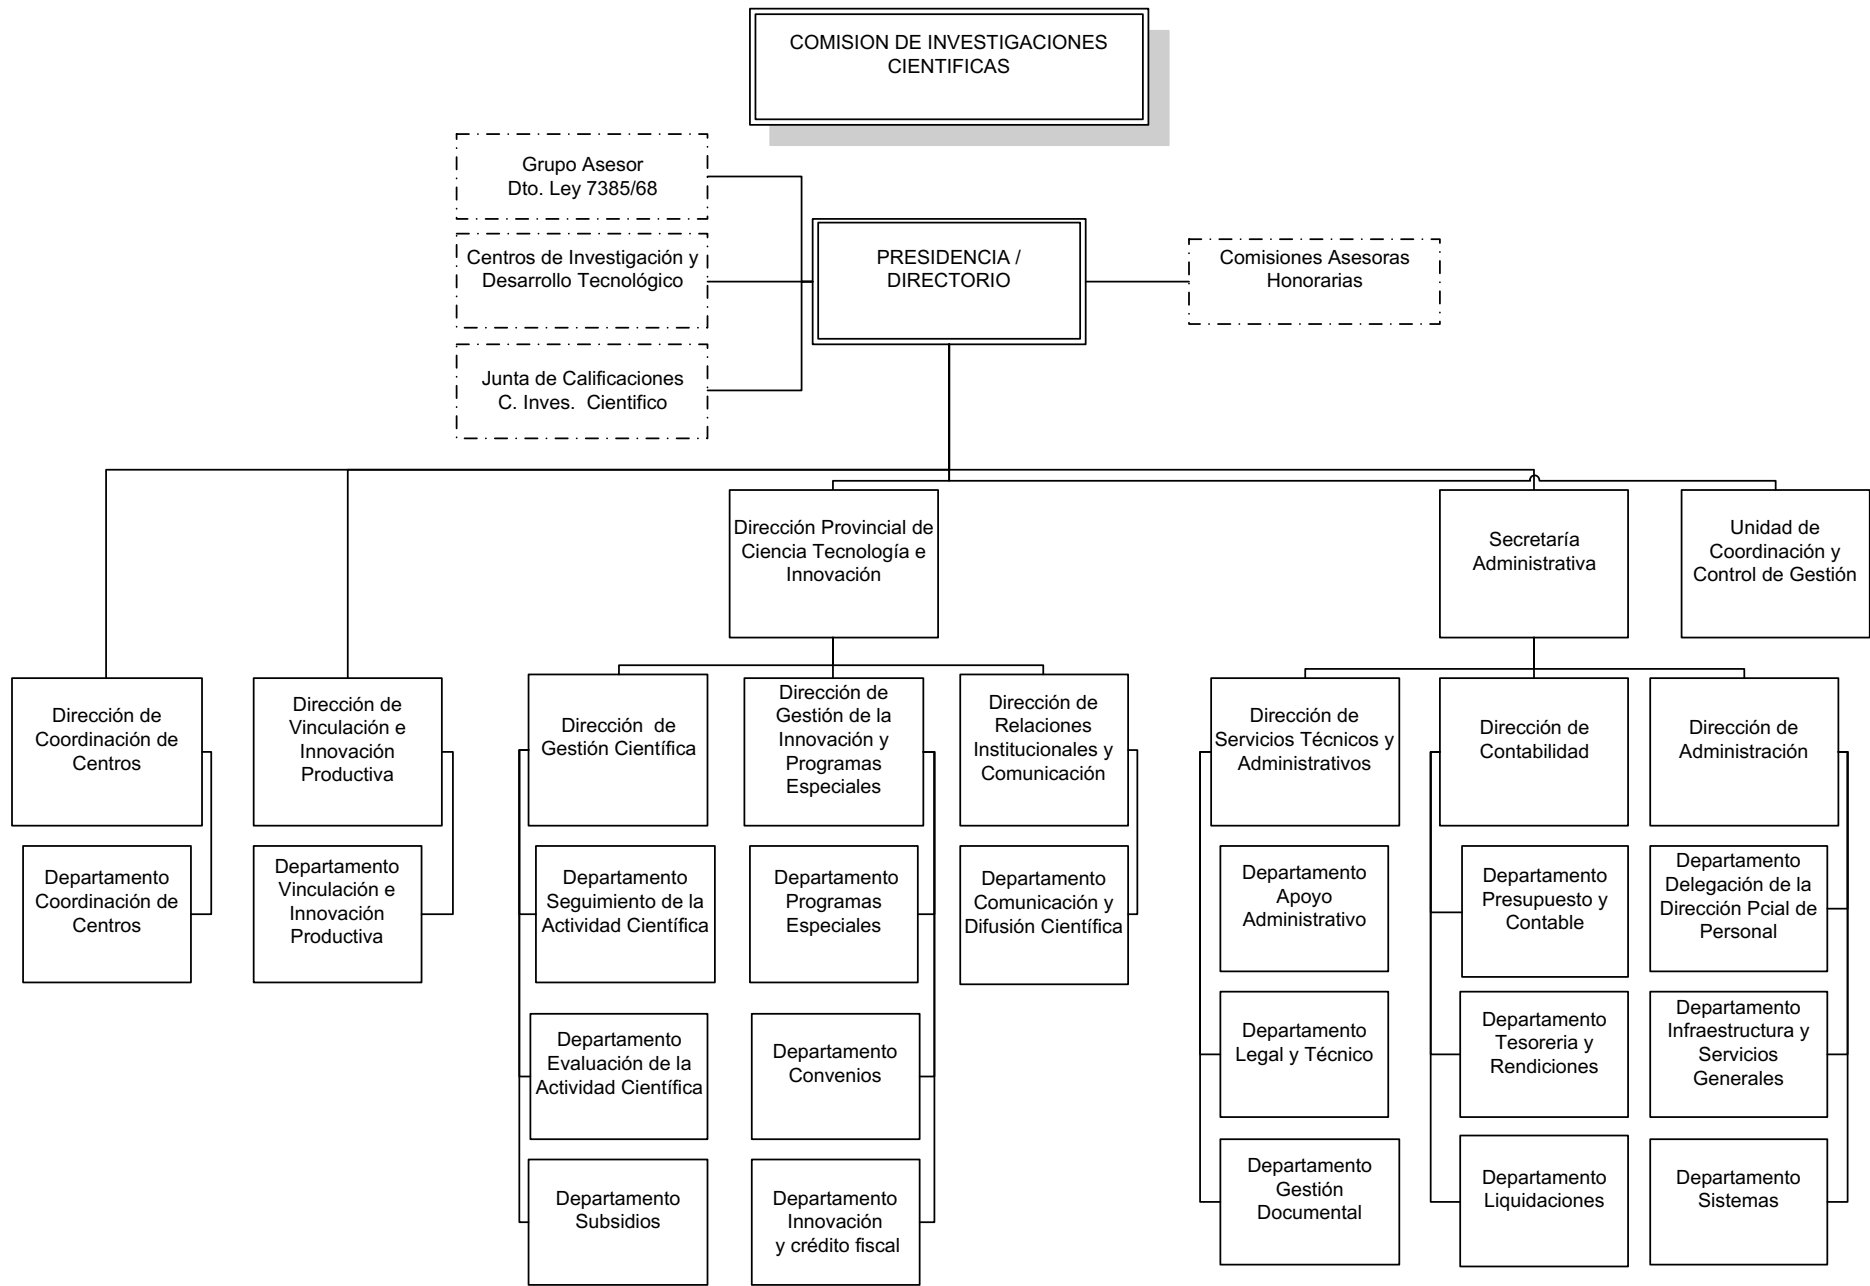 COMISION DE INVESTIGACIONES
CIENTIFICAS
Grupo Asesor
Dto. Ley 7385/68
Centros de Investigación y
Desarrollo Tecnológico
Junta de Calificaciones
C. Inves.  Cientifico
PRESIDENCIA /
DIRECTORIO
Comisiones Asesoras
Honorarias
Dirección Provincial de
Ciencia Tecnología e
Innovación
Secretaría
Administrativa
Unidad de
Coordinación y
Control de Gestión
Dirección de
Coordinación de
Centros
Dirección de
Vinculación e
Innovación
Productiva
Dirección  de
Gestión Científica
Dirección de
Gestión de la
Innovación y
Programas
Especiales
Dirección de
Relaciones
Institucionales y
Comunicación
Dirección de
Servicios Técnicos y
Administrativos
Dirección de
Contabilidad
Dirección de
Administración
Departamento
Coordinación de
Centros
Departamento
Vinculación e
Innovación
Productiva
Departamento
Seguimiento de la
Actividad Científica
Departamento
Programas
Especiales
Departamento
Comunicación y
Difusión Científica
Departamento
Apoyo
Administrativo
Departamento
Presupuesto y
Contable
Departamento
Delegación de la
Dirección Pcial de
Personal
Departamento
Evaluación de la
Actividad Científica
Departamento
Convenios
Departamento
Legal y Técnico
Departamento
Tesoreria y
Rendiciones
Departamento
Infraestructura y
Servicios
Generales
Departamento
Subsidios
Departamento
Innovación
y crédito fiscal
Departamento
Gestión
Documental
Departamento
Liquidaciones
Departamento
Sistemas